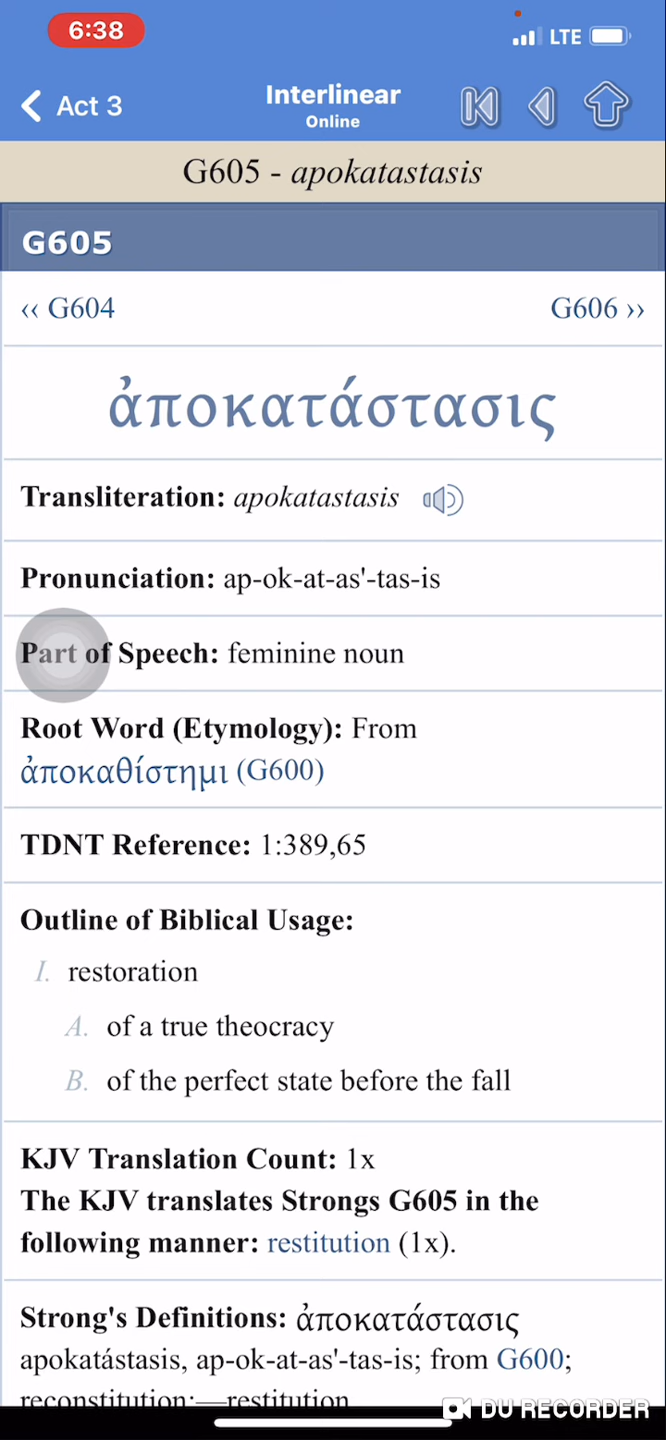 6:38
LTE
Act 3
Interlinear
Online
G605 - apokatastasis
G605
‹‹ G604
G606 ››
ἀποκατάστασις
Transliteration: apokatastasis
Pronunciation: ap-ok-at-as'-tas-is
Part of Speech: feminine noun
Root Word (Etymology): From
ἀποκαθίστημι (G600)
TDNT Reference: 1:389,65
Outline of Biblical Usage:
I. restoration
A. of a true theocracy
B. of the perfect state before the fall
KJV Translation Count: 1x
The KJV translates Strongs G605 in the
following manner: restitution (1x).
Strong's Definitions: ἀποκατάστασις
apokatástasis, ap-ok-at-as'-tas-is; from G600;
reconstitution:—restitution
DU RECORDER